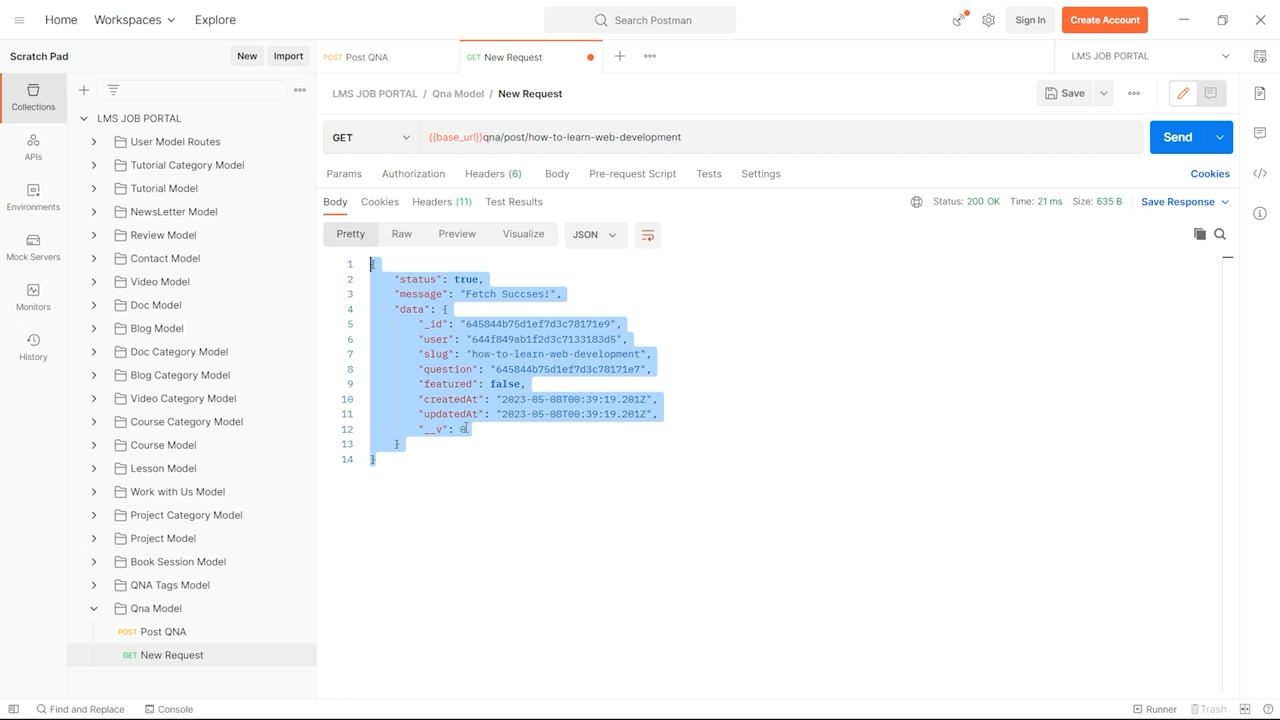 Home Workspaces Explore Search Postman Sign In Create Account
Scratch Pad New Import POST Post QNA GET New Request LMS JOB PORTAL
Collections
APIs
Environments
Mock Servers
Monitors
History
LMS JOB PORTAL
User Model Routes
Tutorial Category Model
Tutorial Model
NewsLetter Model
Review Model
Contact Model
Video Model
Doc Model
Blog Model
Doc Category Model
Blog Category Model
Video Category Model
Course Category Model
Course Model
Lesson Model
Work with Us Model
Project Category Model
Project Model
Book Session Model
QNA Tags Model
Qna Model
POST Post QNA
GET New Request
LMS JOB PORTAL / Qna Model / New Request Save
GET {{base_url}}qna/post/how-to-learn-web-development Send
Params Authorization Headers (6) Body Pre-request Script Tests Settings Cookies
Body Cookies Headers (11) Test Results Status: 200 OK Time: 21 ms Size: 635 B Save Response
Pretty Raw Preview Visualize JSON
1 {
2 "status": true,
3 "message": "Fetch Succses!",
4 "data": {
5 "_id": "645844b75d1ef7d3c78171e9",
6 "user": "644f849ab1f2d3c7133183d5",
7 "slug": "how-to-learn-web-development",
8 "question": "645844b75d1ef7d3c78171e7",
9 "featured": false,
10 "createdAt": "2023-05-08T00:39:19.201Z",
11 "updatedAt": "2023-05-08T00:39:19.201Z",
12 "__v": 0
13 }
14 }
Find and Replace Console Runner Trash